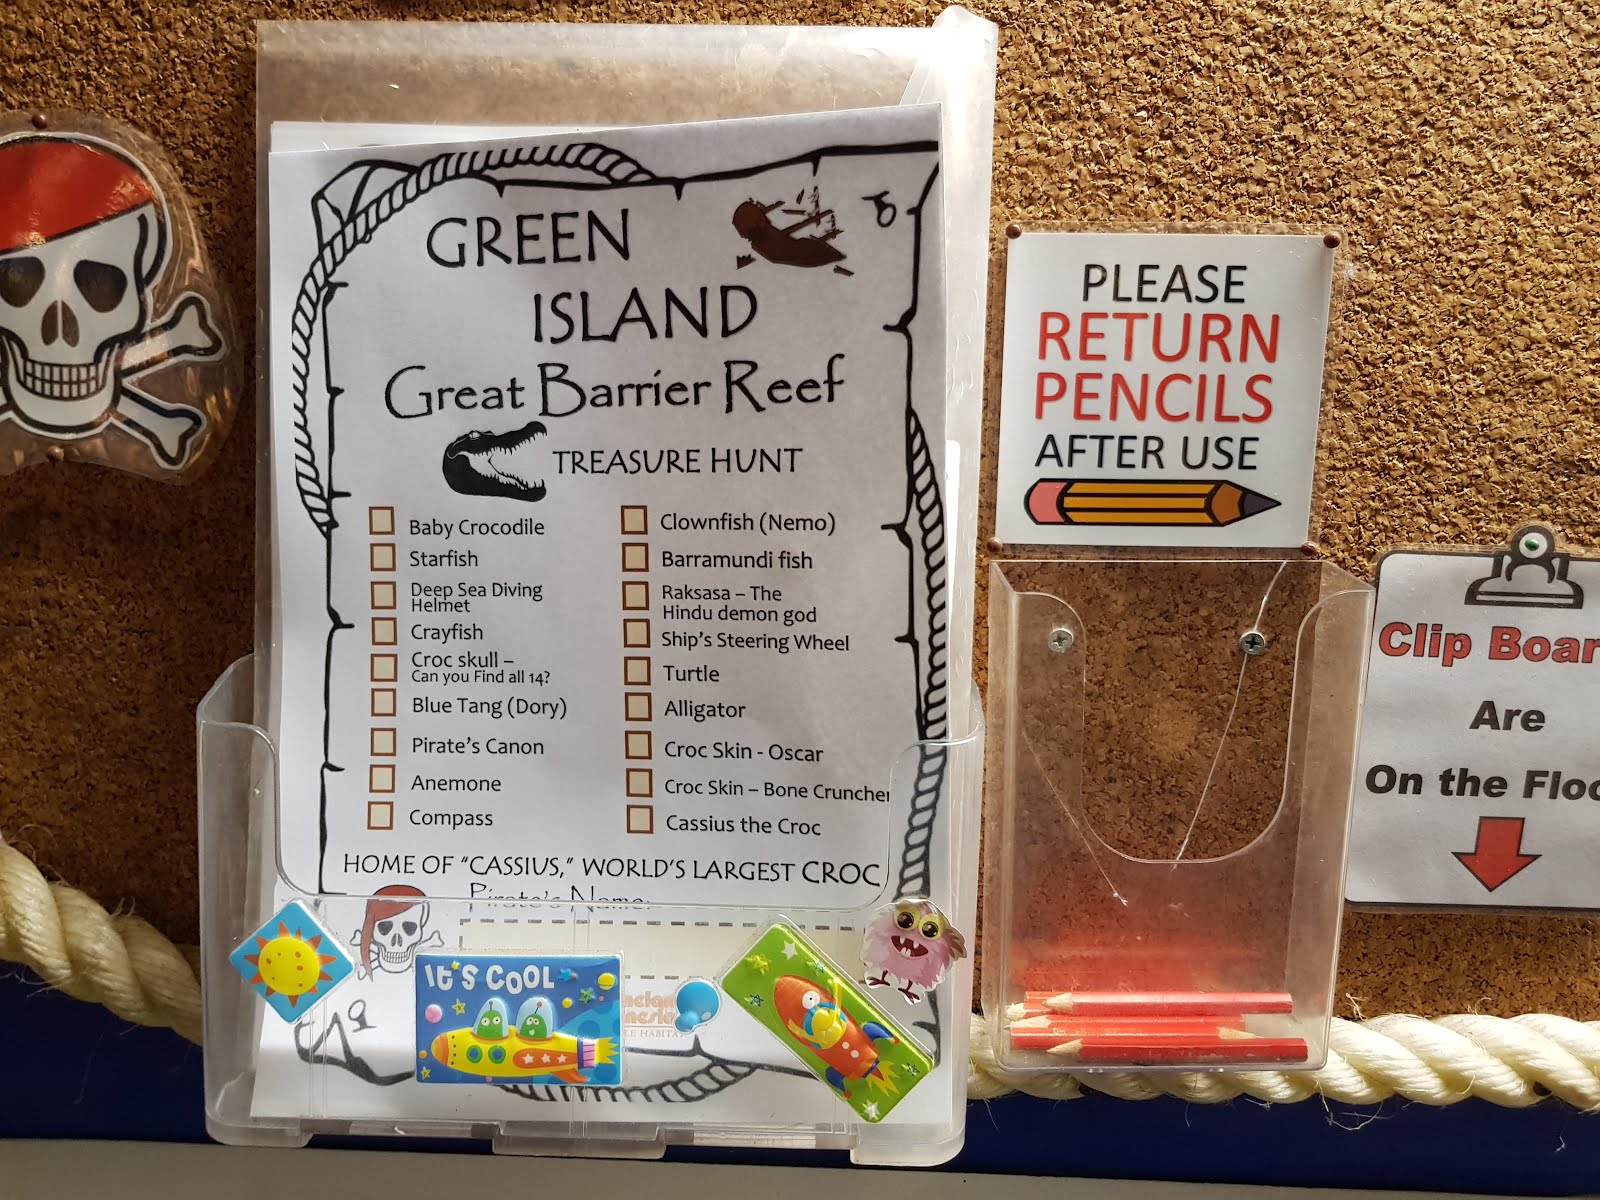 GREEN
ISLAND
Great Barrier Reef
TREASURE HUNT
Baby Crocodile
Starfish
Deep Sea Diving
Helmet
Crayfish
Croc skull –
Can you Find all 14?
Blue Tang (Dory)
Pirate's Canon
Anemone
Compass
Clownfish (Nemo)
Barramundi fish
Raksasa – The
Hindu demon god
Ship's Steering Wheel
Turtle
Alligator
Croc Skin - Oscar
Croc Skin – Bone Cruncher
Cassius the Croc
HOME OF "CASSIUS," WORLD'S LARGEST CROC
Pirate's Name:
IT'S COOL
PLEASE
RETURN
PENCILS
AFTER USE
Clip Boar
Are
On the Floo